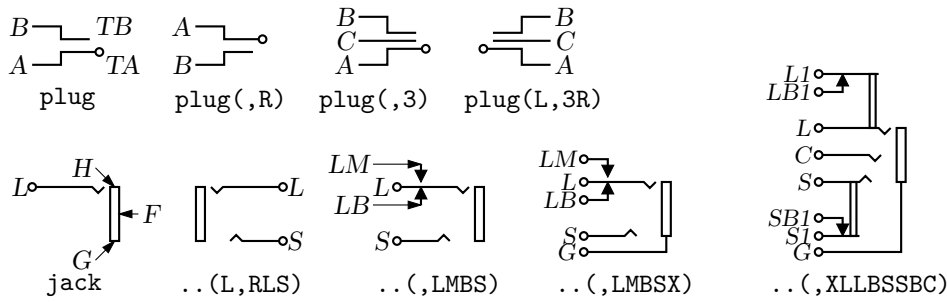 B TB
A TA
plug
A
B
plug(,R)
B
C
A
plug(,3)
B
C
A
plug(L,3R)
L
H
F
G
jack
L
S
..(L,RLS)
LM
L
LB
S
..(,LMBS)
LM
L
LB
S
G
..(,LMBSX)
L1
LB1
L
C
S
SB1
S1
G
..(,XLLBSSBC)